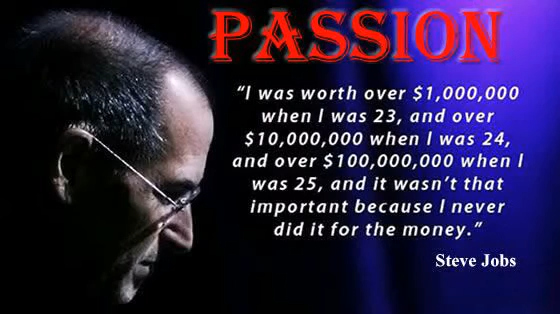 PASSION
“I was worth over $1,000,000
when I was 23, and over
$10,000,000 when I was 24,
and over $100,000,000 when I
was 25, and it wasn’t that
important because I never
did it for the money.”
Steve Jobs